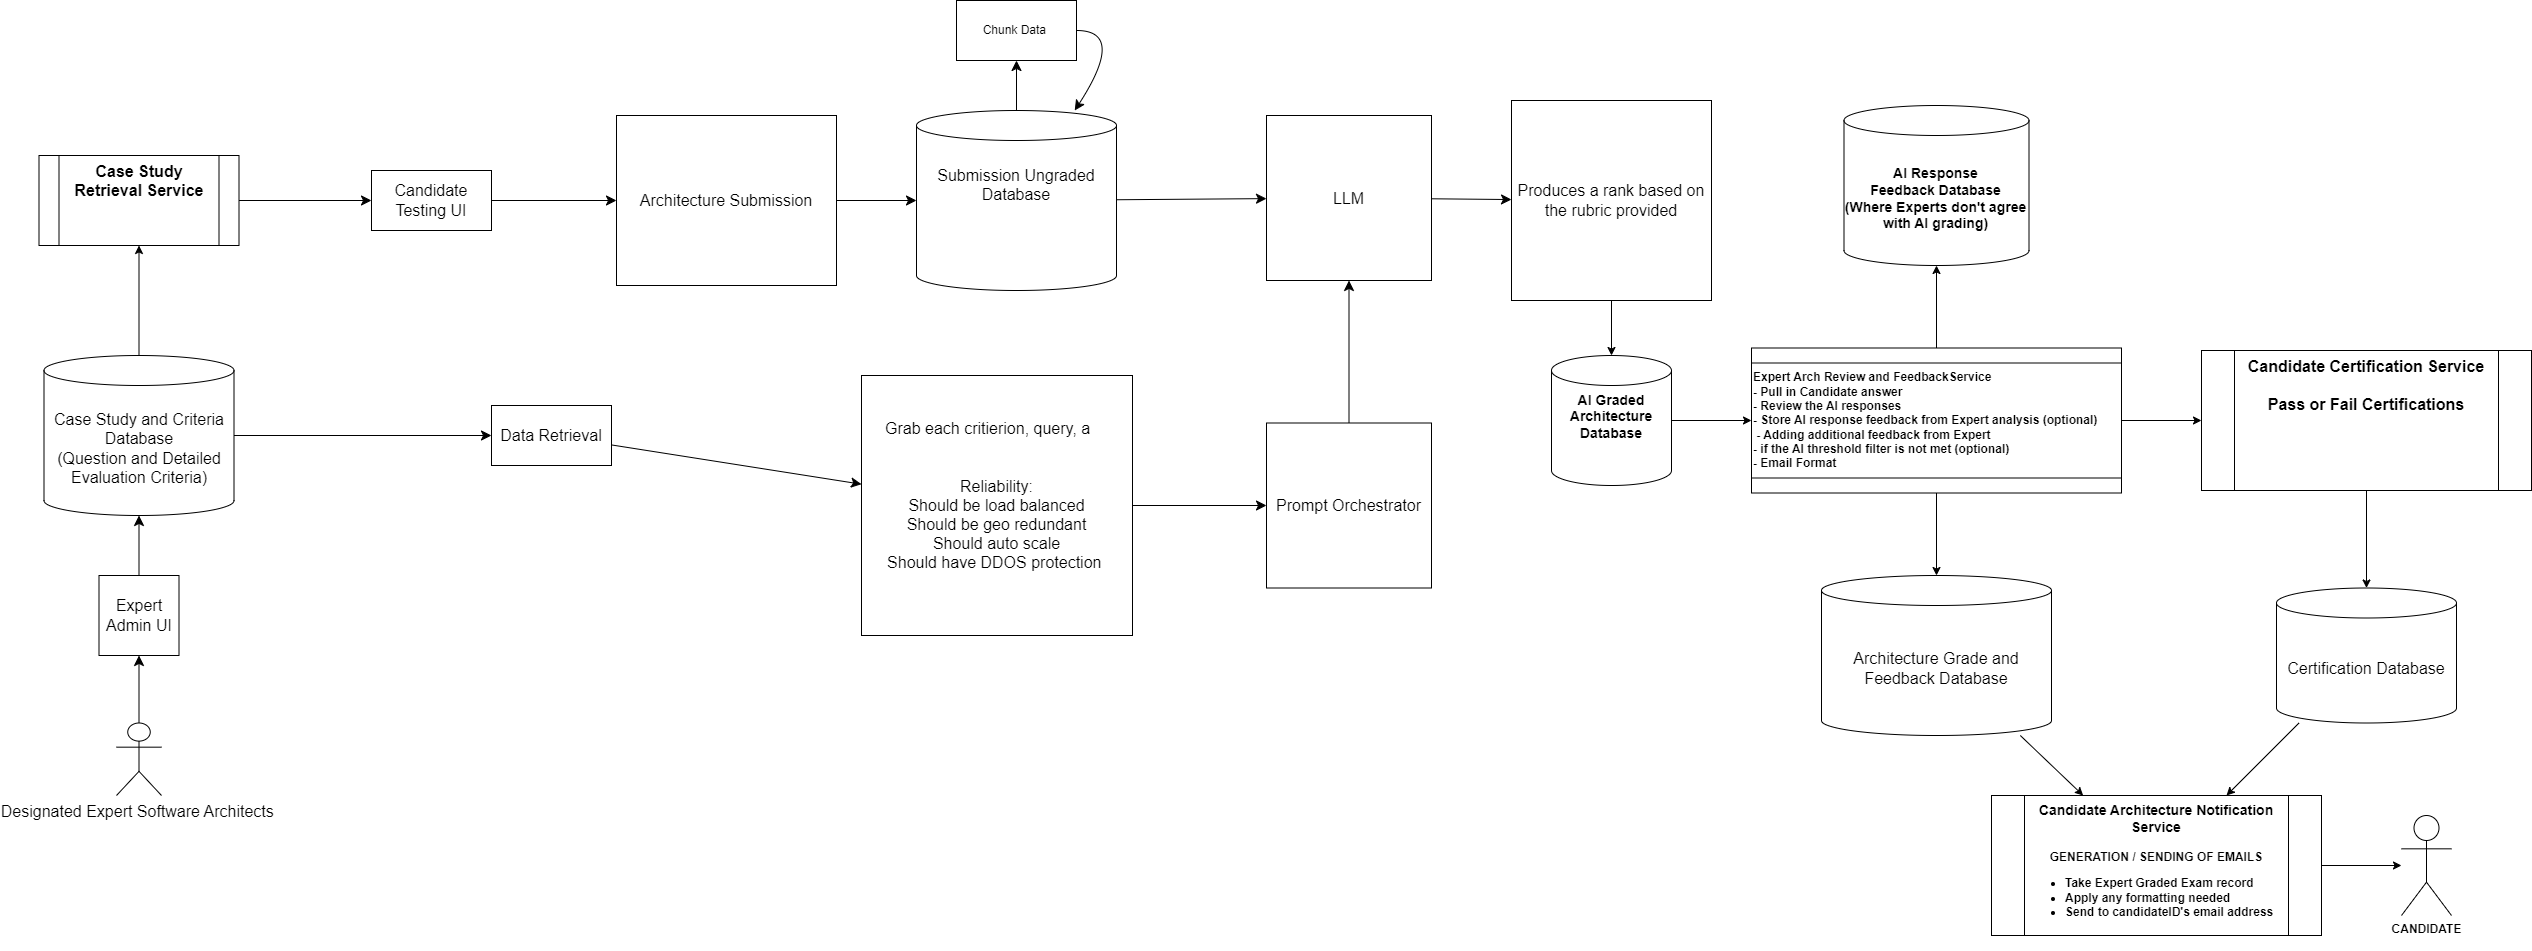 Chunk Data
Case Study
Retrieval Service
Candidate
Testing UI
Architecture Submission
Submission Ungraded
Database
LLM
Produces a rank based on
the rubric provided
AI Response
Feedback Database
(Where Experts don't agree
with AI grading)
Case Study and Criteria
Database
(Question and Detailed
Evaluation Criteria)
Data Retrieval
Grab each critierion, query, a
Reliability:
Should be load balanced
Should be geo redundant
Should auto scale
Should have DDOS protection
Prompt Orchestrator
AI Graded
Architecture
Database
Expert Arch Review and FeedbackService
- Pull in Candidate answer
- Review the AI responses
- Store AI response feedback from Expert analysis (optional)
- Adding additional feedback from Expert
- if the AI threshold filter is not met (optional)
- Email Format
Candidate Certification Service
Pass or Fail Certifications
Expert
Admin UI
Designated Expert Software Architects
Architecture Grade and
Feedback Database
Certification Database
Candidate Architecture Notification
Service
GENERATION / SENDING OF EMAILS
• Take Expert Graded Exam record
• Apply any formatting needed
• Send to candidateID's email address
CANDIDATE